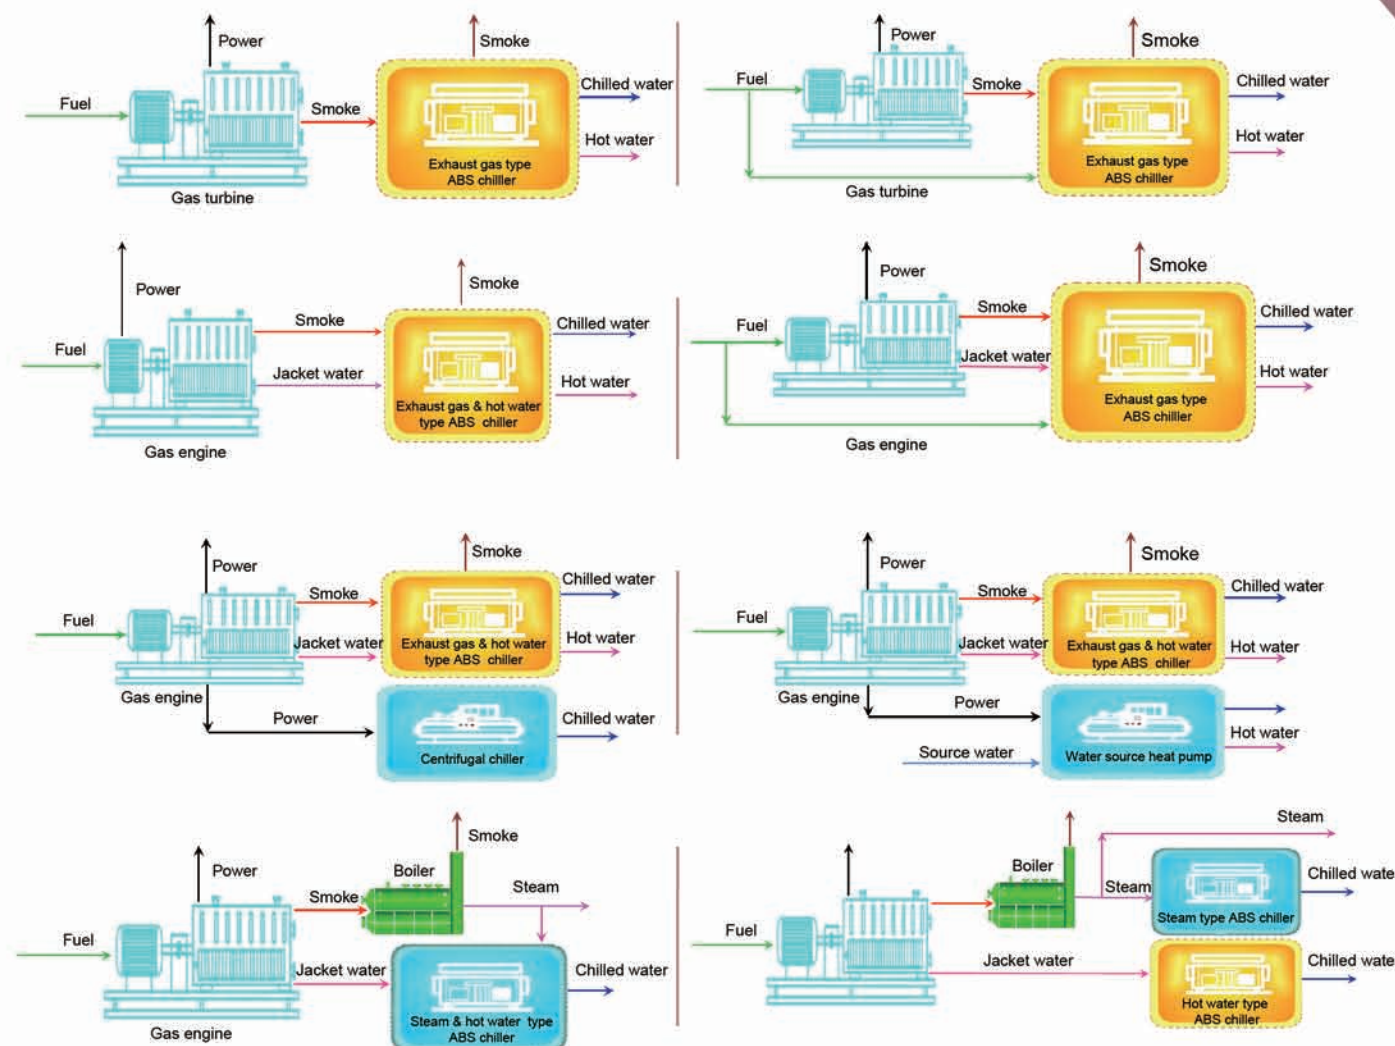 Power
Smoke
Fuel
Smoke
Chilled water
Hot water
Exhaust gas type
ABS chilller
Gas turbine
Power
Smoke
Fuel
Smoke
Chilled water
Hot water
Exhaust gas type
ABS chilller
Gas turbine
Power
Smoke
Fuel
Smoke
Jacket water
Chilled water
Hot water
Exhaust gas & hot water
type ABS chiller
Gas engine
Power
Smoke
Fuel
Smoke
Jacket water
Chilled water
Hot water
Exhaust gas type
ABS chiller
Gas engine
Power
Smoke
Fuel
Smoke
Jacket water
Chilled water
Hot water
Exhaust gas & hot water
type ABS chiller
Gas engine
Power
Chilled water
Centrifugal chiller
Power
Smoke
Fuel
Smoke
Jacket water
Chilled water
Hot water
Exhaust gas & hot water
type ABS chiller
Gas engine
Power
Source water
Hot water
Water source heat pump
Power
Smoke
Fuel
Smoke
Boiler
Steam
Jacket water
Chilled water
Steam & hot water type
ABS chiller
Gas engine
Steam
Boiler
Fuel
Steam
Chilled wate
Steam type ABS chiller
Jacket water
Chilled wate
Hot water type
ABS chiller